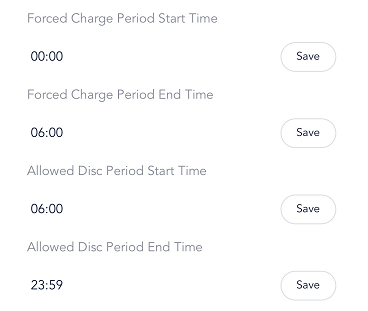 Forced Charge Period Start Time
00:00 Save
Forced Charge Period End Time
06:00 Save
Allowed Disc Period Start Time
06:00 Save
Allowed Disc Period End Time
23:59 Save